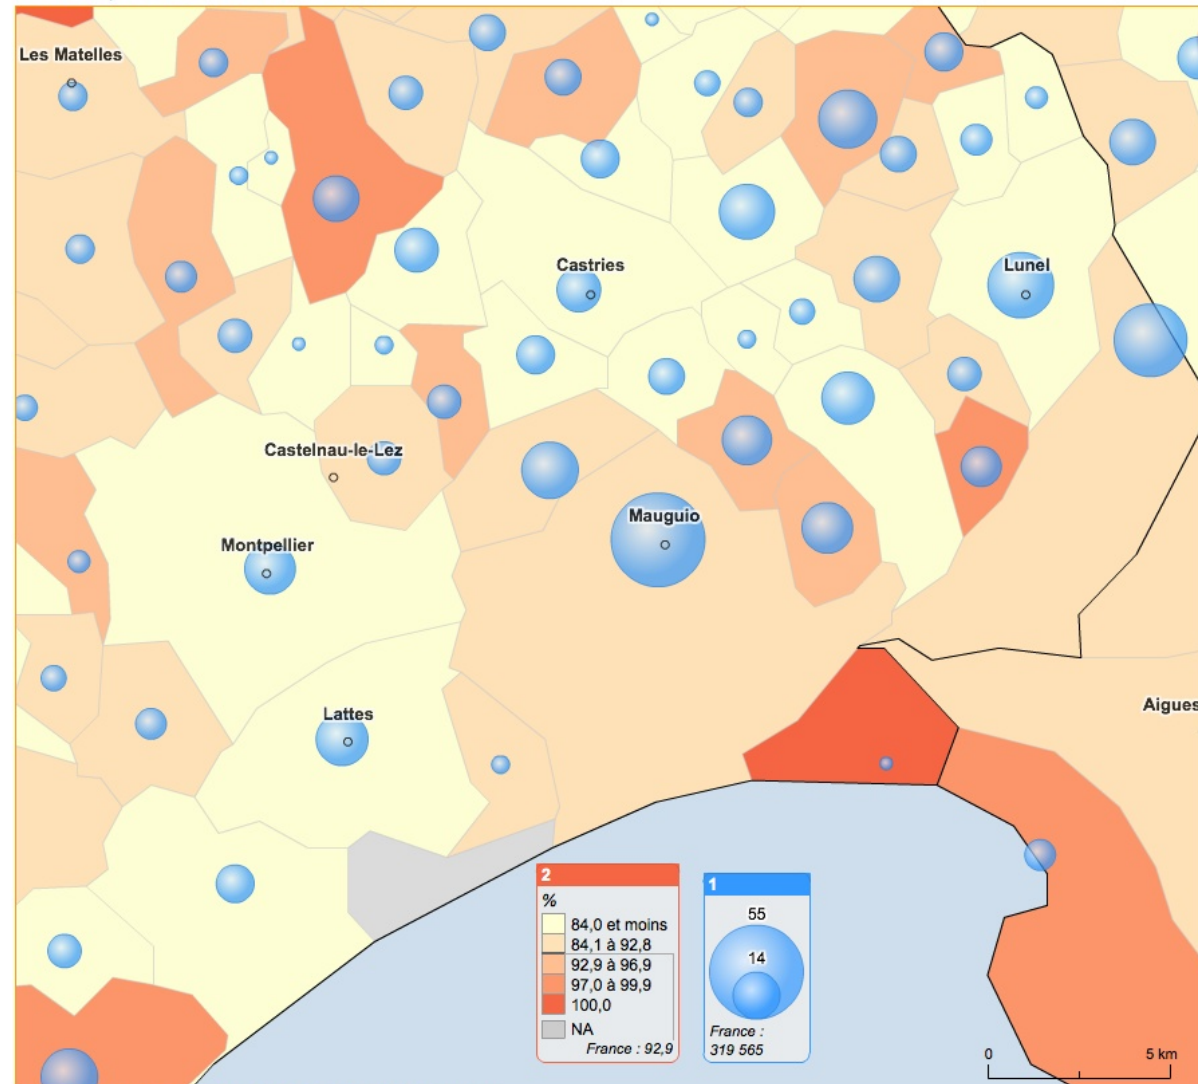 Les Matelles
Castries
Lunel
Castelnau-le-Lez
Mauguio
Montpellier
Aigues
Lattes
2
%
84,0 et moins
84,1 à 92,8
92,9 à 96,9
97,0 à 99,9
100,0
NA
France : 92,9
1
55
14
France :
319 565
0 5 km